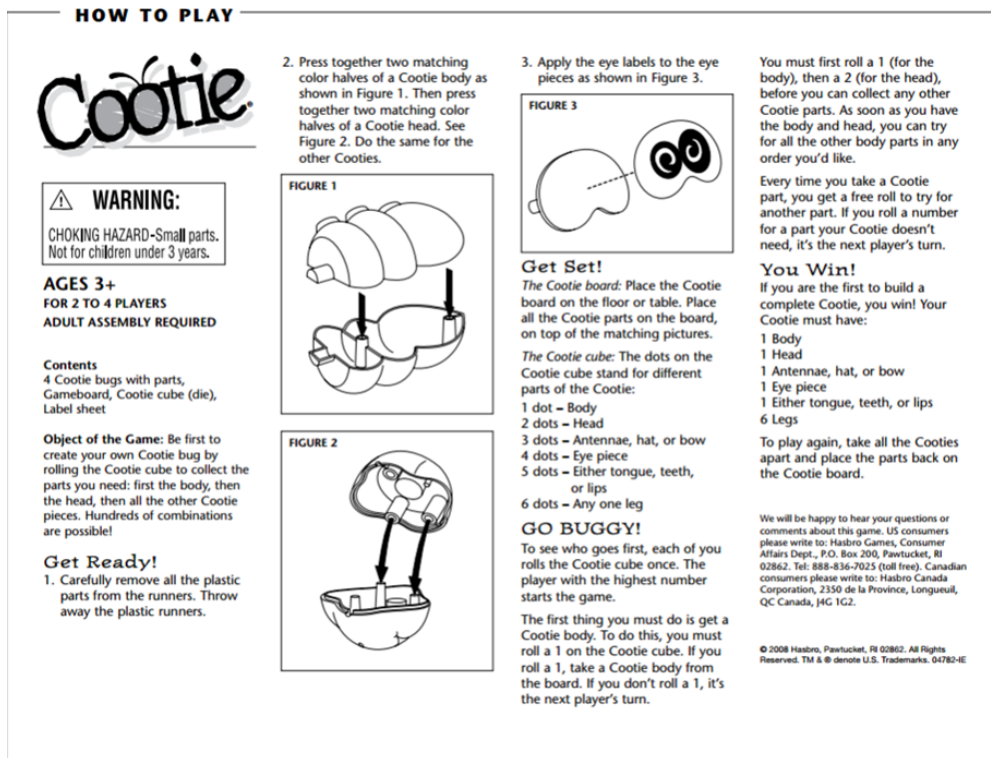 HOW TO PLAY
Cootie®
WARNING:
CHOKING HAZARD-Small parts.
Not for children under 3 years.
AGES 3+
FOR 2 TO 4 PLAYERS
ADULT ASSEMBLY REQUIRED
Contents
4 Cootie bugs with parts,
Gameboard, Cootie cube (die),
Label sheet
Object of the Game: Be first to
create your own Cootie bug by
rolling the Cootie cube to collect the
parts you need: first the body, then
the head, then all the other Cootie
pieces. Hundreds of combinations
are possible!
Get Ready!
1. Carefully remove all the plastic
parts from the runners. Throw
away the plastic runners.
2. Press together two matching
color halves of a Cootie body as
shown in Figure 1. Then press
together two matching color
halves of a Cootie head. See
Figure 2. Do the same for the
other Cooties.
FIGURE 1
FIGURE 2
3. Apply the eye labels to the eye
pieces as shown in Figure 3.
FIGURE 3
Get Set!
The Cootie board: Place the Cootie
board on the floor or table. Place
all the Cootie parts on the board,
on top of the matching pictures.
The Cootie cube: The dots on the
Cootie cube stand for different
parts of the Cootie:
1 dot – Body
2 dots – Head
3 dots – Antennae, hat, or bow
4 dots – Eye piece
5 dots – Either tongue, teeth,
or lips
6 dots – Any one leg
GO BUGGY!
To see who goes first, each of you
rolls the Cootie cube once. The
player with the highest number
starts the game.
The first thing you must do is get a
Cootie body. To do this, you must
roll a 1 on the Cootie cube. If you
roll a 1, take a Cootie body from
the board. If you don't roll a 1, it's
the next player's turn.
You must first roll a 1 (for the
body), then a 2 (for the head),
before you can collect any other
Cootie parts. As soon as you have
the body and head, you can try
for all the other body parts in any
order you'd like.
Every time you take a Cootie
part, you get a free roll to try for
another part. If you roll a number
for a part your Cootie doesn't
need, it's the next player's turn.
You Win!
If you are the first to build a
complete Cootie, you win! Your
Cootie must have:
1 Body
1 Head
1 Antennae, hat, or bow
1 Eye piece
1 Either tongue, teeth, or lips
6 Legs
To play again, take all the Cooties
apart and place the parts back on
the Cootie board.
We will be happy to hear your questions or
comments about this game. US consumers
please write to: Hasbro Games, Consumer
Affairs Dept., P.O. Box 200, Pawtucket, RI
02862. Tel: 888-836-7025 (toll free). Canadian
consumers please write to: Hasbro Canada
Corporation, 2350 de la Province, Longueuil,
QC Canada, J4G 1G2.
© 2008 Hasbro, Pawtucket, RI 02862. All Rights
Reserved. TM & ® denote U.S. Trademarks. 04782-IE